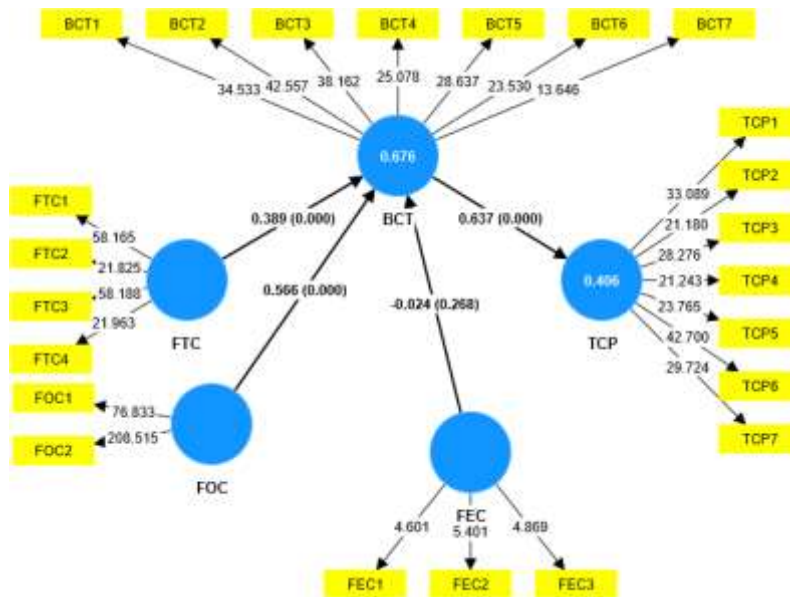 BCT1 BCT2 BCT3 BCT4 BCT5 BCT6 BCT7
34.533 42.557 38.162 25.078 28.637 23.530 13.646
0.676
BCT
TCP1
TCP2
TCP3
TCP4
TCP5
TCP6
TCP7
33.089
21.180
28.276
21.243
23.765
42.700
29.724
0.406
TCP
0.389 (0.000)
0.637 (0.000)
0.566 (0.000)
-0.024 (0.268)
FTC1
FTC2
FTC3
FTC4
58.165
21.825
58.188
21.963
FTC
FOC1
FOC2
76.833
208.515
FOC
FEC
4.601 5.401 4.869
FEC1 FEC2 FEC3